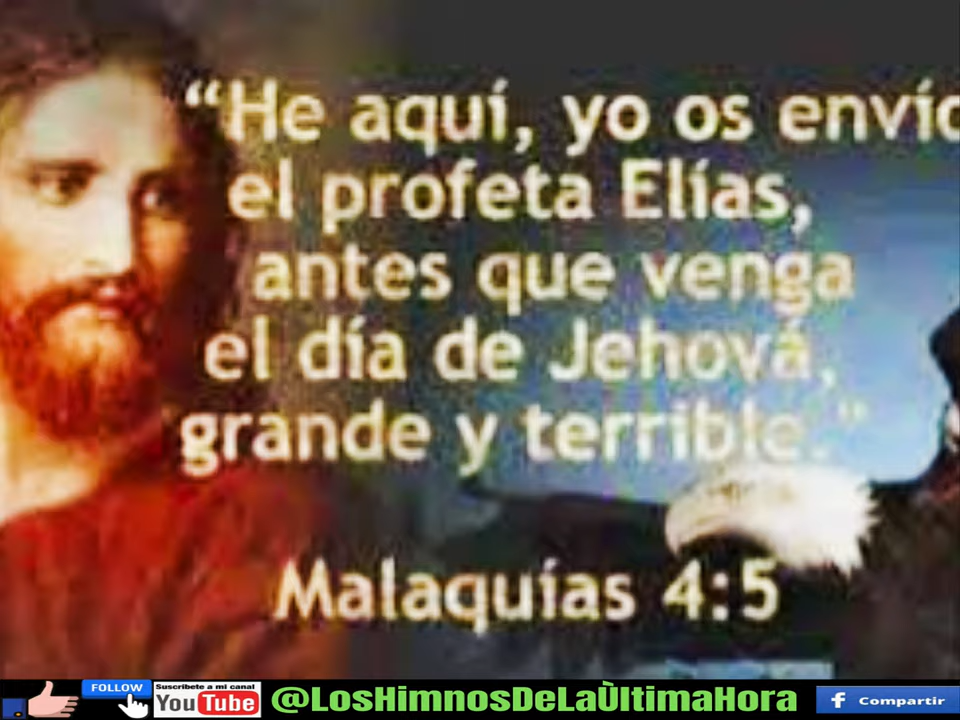 “He aquí, yo os envío
el profeta Elías,
antes que venga
el día de Jehová,
grande y terrible."
Malaquías 4:5
FOLLOW
Suscribete a mi canal
YouTube
@LosHimnosDeLaÙltimaHora
f Compartir